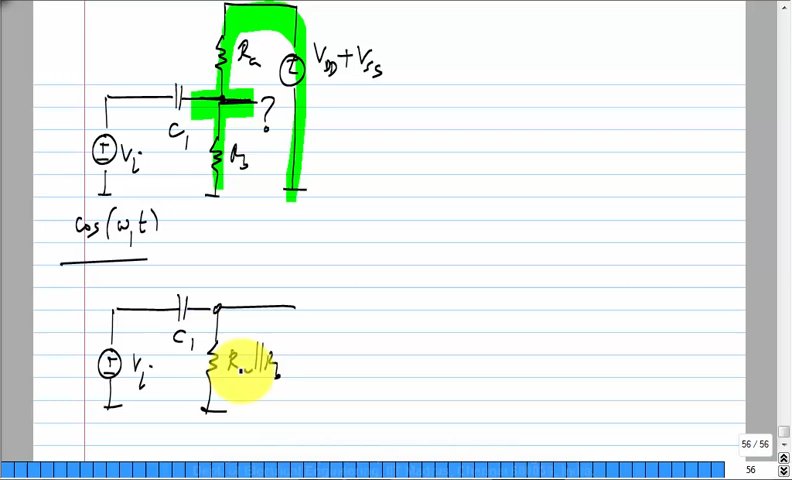 Ra
VDD + VSS
C1
?
Vi
Rb
cos(ω1t)
C1
Vi
Ra||Rb
56 / 56
56